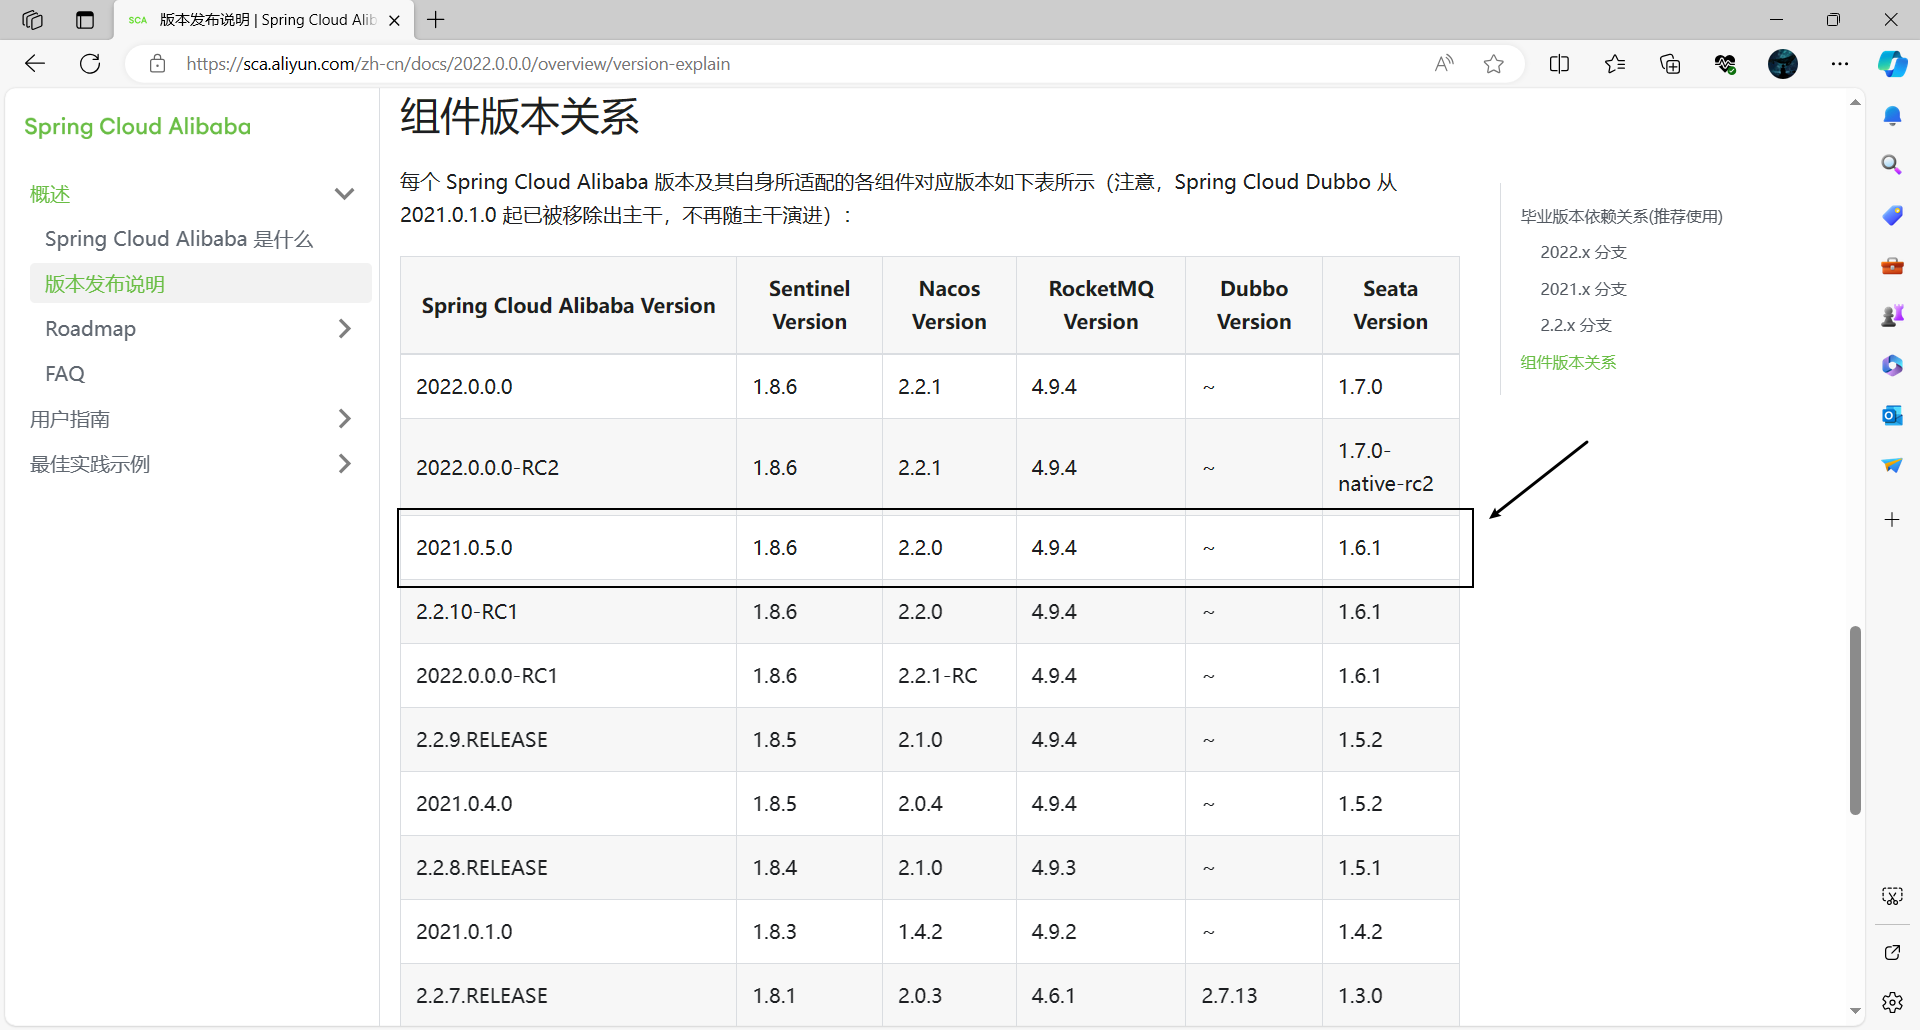 SCA 版本发布说明 | Spring Cloud Alib
https://sca.aliyun.com/zh-cn/docs/2022.0.0.0/overview/version-explain
Spring Cloud Alibaba
概述
Spring Cloud Alibaba 是什么
版本发布说明
Roadmap
FAQ
用户指南
最佳实践示例
组件版本关系
每个 Spring Cloud Alibaba 版本及其自身所适配的各组件对应版本如下表所示（注意，Spring Cloud Dubbo 从
2021.0.1.0 起已被移除出主干，不再随主干演进）：
Spring Cloud Alibaba Version Sentinel Version Nacos Version RocketMQ Version Dubbo Version Seata Version
2022.0.0.0 1.8.6 2.2.1 4.9.4 ~ 1.7.0
2022.0.0.0-RC2 1.8.6 2.2.1 4.9.4 ~ 1.7.0-native-rc2
2021.0.5.0 1.8.6 2.2.0 4.9.4 ~ 1.6.1
2.2.10-RC1 1.8.6 2.2.0 4.9.4 ~ 1.6.1
2022.0.0.0-RC1 1.8.6 2.2.1-RC 4.9.4 ~ 1.6.1
2.2.9.RELEASE 1.8.5 2.1.0 4.9.4 ~ 1.5.2
2021.0.4.0 1.8.5 2.0.4 4.9.4 ~ 1.5.2
2.2.8.RELEASE 1.8.4 2.1.0 4.9.3 ~ 1.5.1
2021.0.1.0 1.8.3 1.4.2 4.9.2 ~ 1.4.2
2.2.7.RELEASE 1.8.1 2.0.3 4.6.1 2.7.13 1.3.0
毕业版本依赖关系(推荐使用)
2022.x 分支
2021.x 分支
2.2.x 分支
组件版本关系